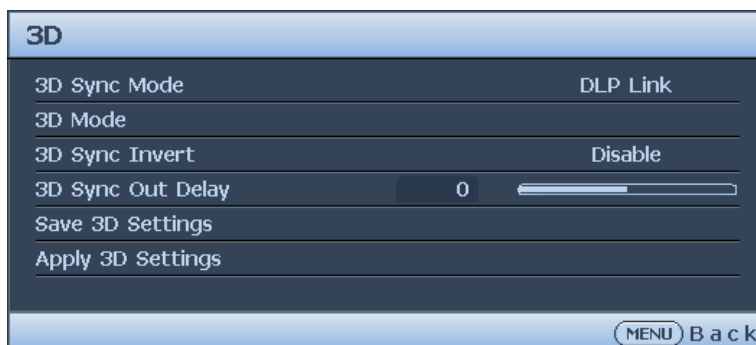 3D
3D Sync Mode DLP Link
3D Mode
3D Sync Invert Disable
3D Sync Out Delay 0
Save 3D Settings
Apply 3D Settings
MENU Back